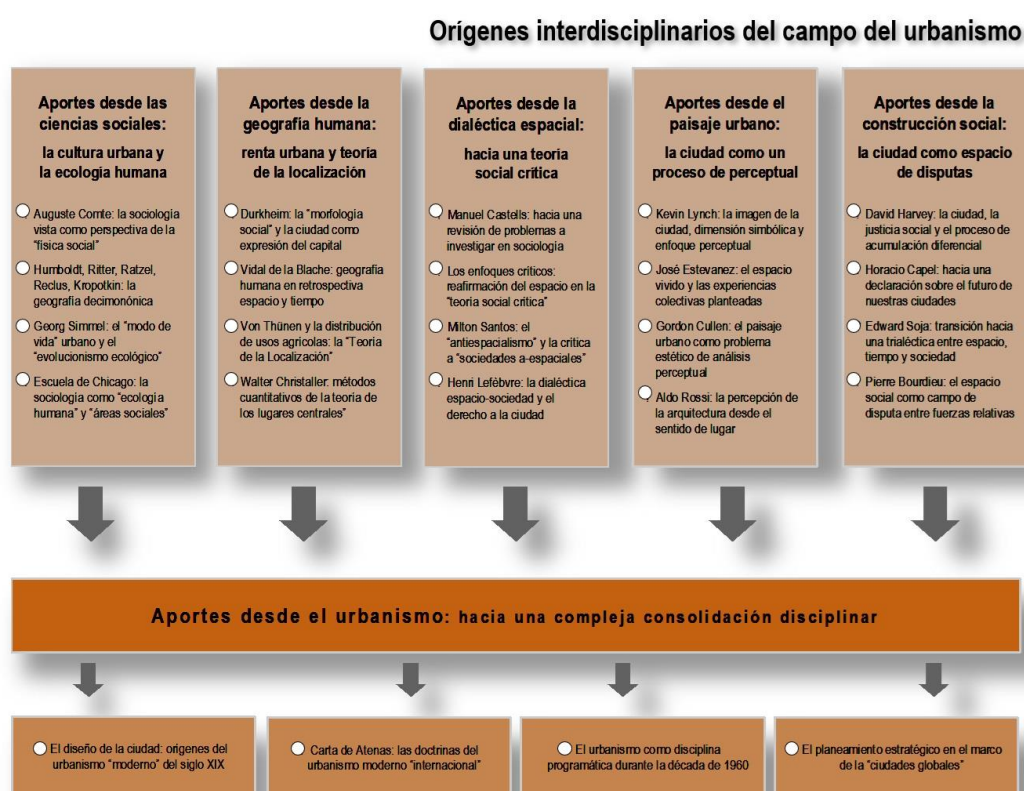 Orígenes interdisciplinarios del campo del urbanismo
Aportes desde las
ciencias sociales:
la cultura urbana y
la ecología humana
Auguste Comte: la sociología
vista como perspectiva de la
"física social"
Humboldt, Ritter, Ratzel,
Reclus, Kropotkin: la
geografía decimonónica
Georg Simmel: el "modo de
vida" urbano y el
"evolucionismo ecológico"
Escuela de Chicago: la
sociología como "ecología
humana" y "áreas sociales"
Aportes desde la
geografía humana:
renta urbana y teoría
de la localización
Durkheim: la "morfología
social" y la ciudad como
expresión del capital
Vidal de la Blache: geografía
humana en retrospectiva
espacio y tiempo
Von Thünen y la distribución
de usos agrícolas: la "Teoría
de la Localización"
Walter Christaller: métodos
cuantitativos de la teoría de
los lugares centrales"
Aportes desde la
dialéctica espacial:
hacia una teoría
social crítica
Manuel Castells: hacia una
revisión de problemas a
investigar en sociología
Los enfoques críticos:
reafirmación del espacio en la
"teoría social crítica"
Milton Santos: el
"antiespacialismo" y la crítica
a "sociedades a-espaciales"
Henri Lefèbvre: la dialéctica
espacio-sociedad y el
derecho a la ciudad
Aportes desde el
paisaje urbano:
la ciudad como un
proceso de perceptual
Kevin Lynch: la imagen de la
ciudad, dimensión simbólica y
enfoque perceptual
José Estevanez: el espacio
vivido y las experiencias
colectivas planteadas
Gordon Cullen: el paisaje
urbano como problema
estético de análisis
perceptual
Aldo Rossi: la percepción de
la arquitectura desde el
sentido de lugar
Aportes desde la
construcción social:
la ciudad como espacio
de disputas
David Harvey: la ciudad, la
justicia social y el proceso de
acumulación diferencial
Horacio Capel: hacia una
declaración sobre el futuro de
nuestras ciudades
Edward Soja: transición hacia
una trialéctica entre espacio,
tiempo y sociedad
Pierre Bourdieu: el espacio
social como campo de
disputa entre fuerzas relativas
Aportes desde el urbanismo: hacia una compleja consolidación disciplinar
El diseño de la ciudad: orígenes del
urbanismo "moderno" del siglo XIX
Carta de Atenas: las doctrinas del
urbanismo moderno "internacional"
El urbanismo como disciplina
programática durante la década de 1960
El planeamiento estratégico en el marco
de la "ciudades globales"